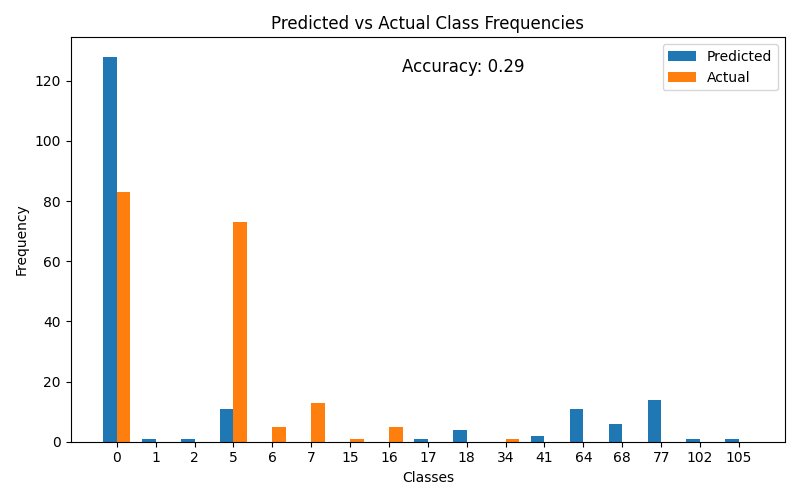 Predicted vs Actual Class Frequencies
Accuracy: 0.29
Predicted
Actual
Frequency
120
100
80
60
40
20
0
0 1 2 5 6 7 15 16 17 18 34 41 64 68 77 102 105
Classes